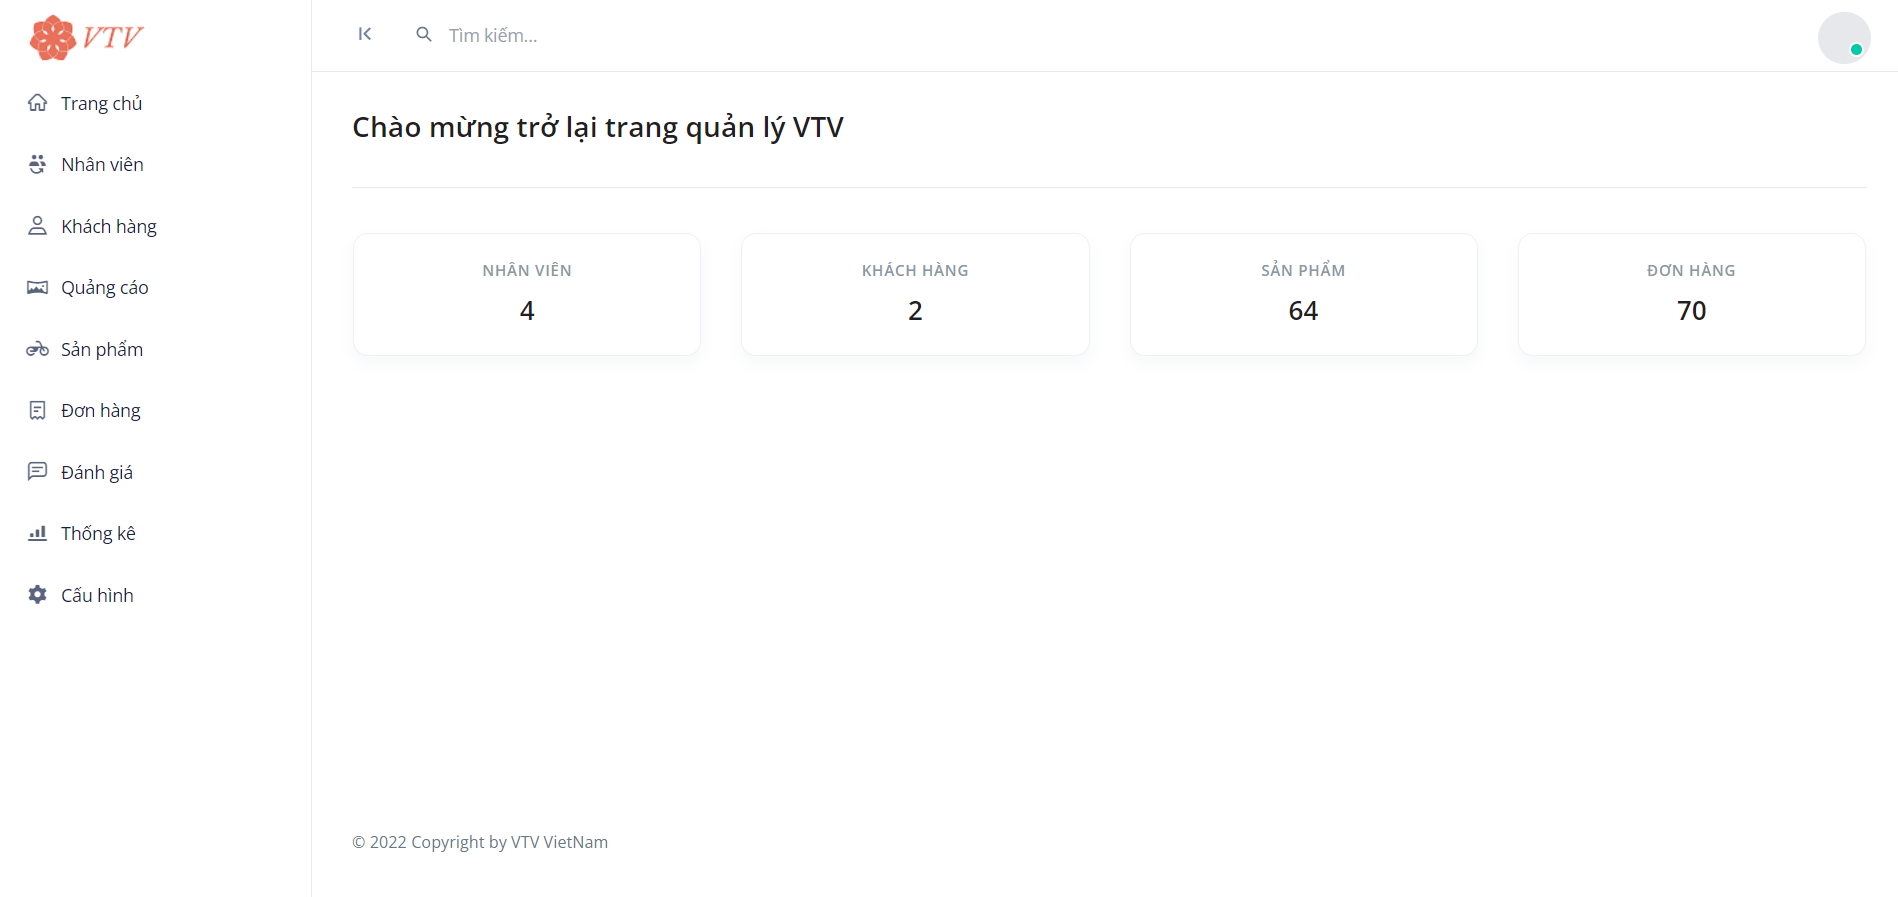 VTV
Trang chủ
Nhân viên
Khách hàng
Quảng cáo
Sản phẩm
Đơn hàng
Đánh giá
Thống kê
Cấu hình
Tìm kiếm...
Chào mừng trở lại trang quản lý VTV
NHÂN VIÊN
4
KHÁCH HÀNG
2
SẢN PHẨM
64
ĐƠN HÀNG
70
© 2022 Copyright by VTV VietNam